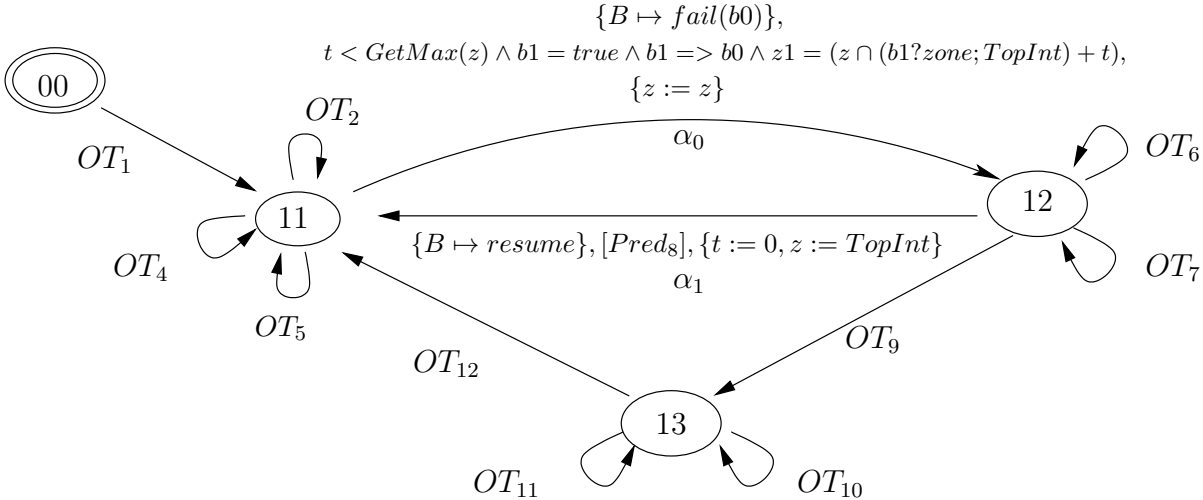 {B ↦ fail(b0)},
t < GetMax(z) ∧ b1 = true ∧ b1 => b0 ∧ z1 = (z ∩ (b1?zone; TopInt) + t),
{z := z}
α₀
00
OT₁
OT₂
OT₆
11
12
{B ↦ resume}, [Pred₈], {t := 0, z := TopInt}
α₁
OT₄
OT₇
OT₅
OT₉
OT₁₂
13
OT₁₁
OT₁₀